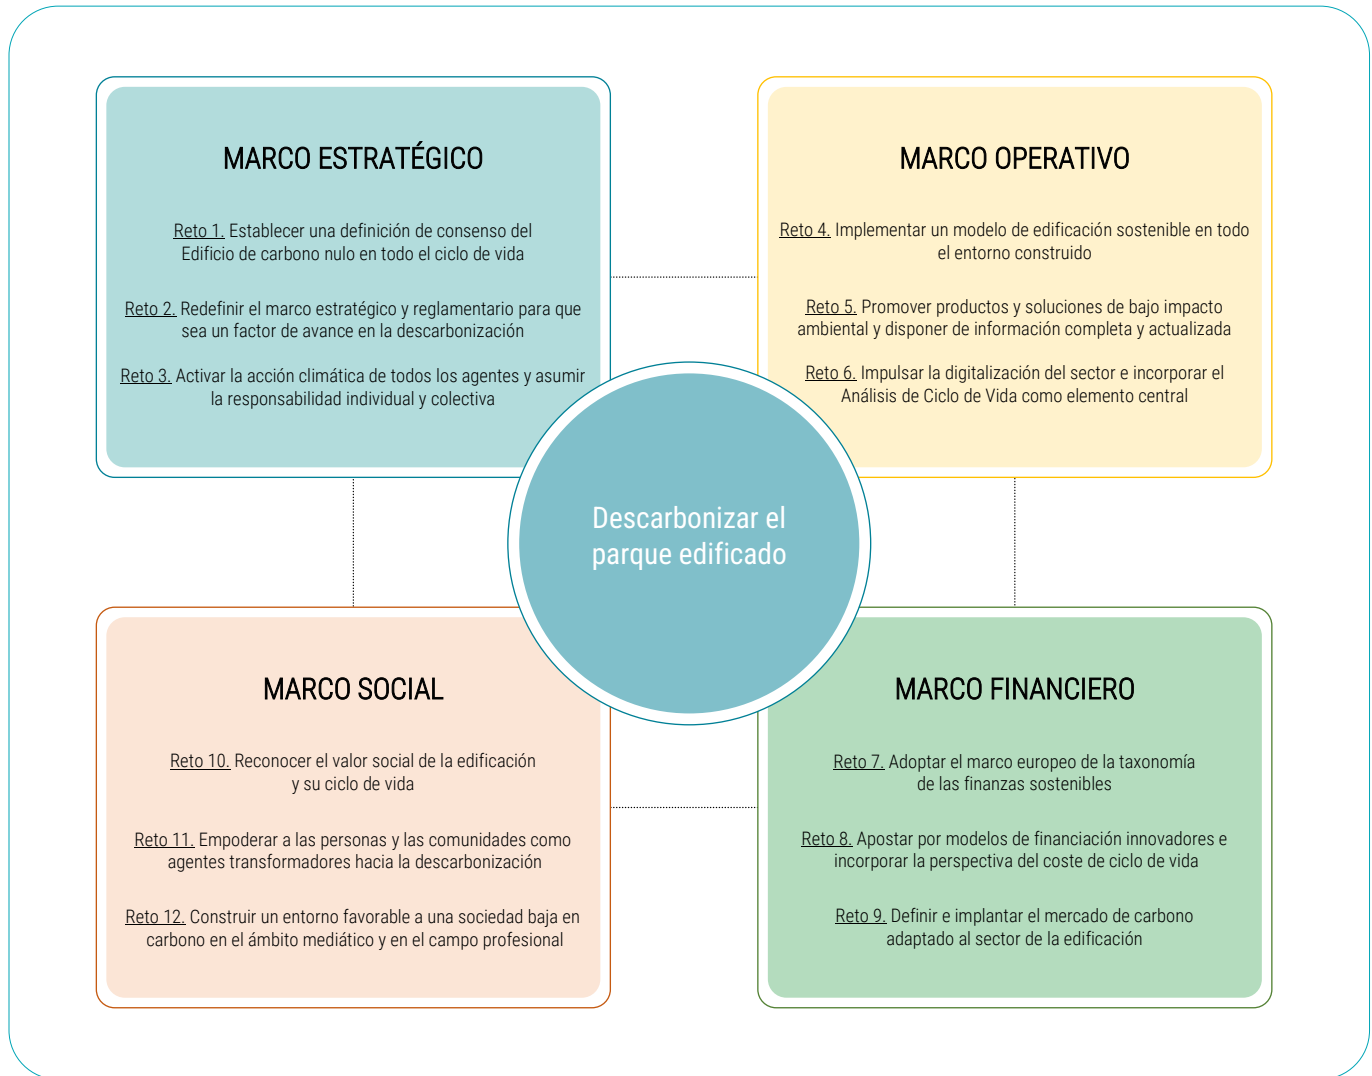 MARCO ESTRATÉGICO
Reto 1. Establecer una definición de consenso del
Edificio de carbono nulo en todo el ciclo de vida
Reto 2. Redefinir el marco estratégico y reglamentario para que
sea un factor de avance en la descarbonización
Reto 3. Activar la acción climática de todos los agentes y asumir
la responsabilidad individual y colectiva
MARCO OPERATIVO
Reto 4. Implementar un modelo de edificación sostenible en todo
el entorno construido
Reto 5. Promover productos y soluciones de bajo impacto
ambiental y disponer de información completa y actualizada
Reto 6. Impulsar la digitalización del sector e incorporar el
Análisis de Ciclo de Vida como elemento central
Descarbonizar el
parque edificado
MARCO SOCIAL
Reto 10. Reconocer el valor social de la edificación
y su ciclo de vida
Reto 11. Empoderar a las personas y las comunidades como
agentes transformadores hacia la descarbonización
Reto 12. Construir un entorno favorable a una sociedad baja en
carbono en el ámbito mediático y en el campo profesional
MARCO FINANCIERO
Reto 7. Adoptar el marco europeo de la taxonomía
de las finanzas sostenibles
Reto 8. Apostar por modelos de financiación innovadores e
incorporar la perspectiva del coste de ciclo de vida
Reto 9. Definir e implantar el mercado de carbono
adaptado al sector de la edificación